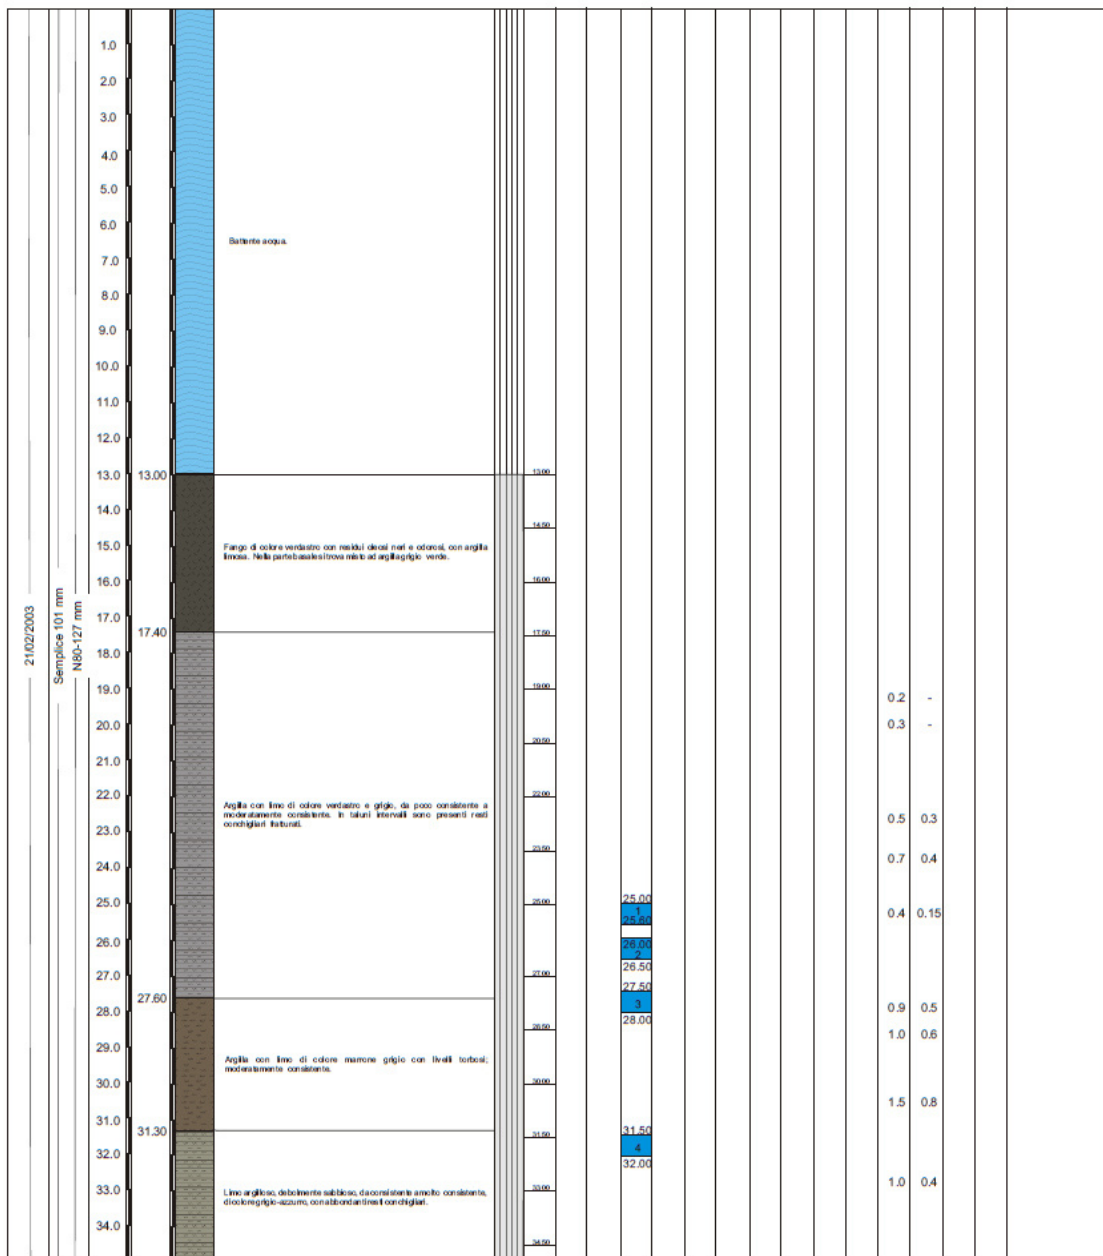 1.0
2.0
3.0
4.0
5.0
6.0
Battente acqua.
7.0
8.0
9.0
10.0
11.0
12.0
13.0 13.00 13.00
14.0
14.50
15.0
Fango di colore verdastro con residui oleosi neri e odorosi, con argilla
limosa. Nella parte basale si trova misto ad argilla grigio verde.
16.0 16.00
17.0
17.40 17.50
21/02/2003
Semplice 101 mm
N80-127 mm
18.0
19.0 19.00
0.2 -
20.0 0.3 -
20.50
21.0
22.0 22.00
Argilla con limo di colore verdastro e grigio, da poco consistente a
moderatamente consistente. In taluni intervalli sono presenti resti
conchigliari fratturati.
0.5 0.3
23.0
23.50
0.7 0.4
24.0
25.0 25.00 25.00
1 0.4 0.15
25.60
26.0 26.00
2
26.50
27.0 27.00
27.50
27.60
3 0.9 0.5
28.0 28.00
28.50
1.0 0.6
29.0
Argilla con limo di colore marrone grigio con livelli torbosi;
moderatamente consistente.
30.0 30.00
1.5 0.8
31.0
31.30 31.50 31.50
4
32.0 32.00
1.0 0.4
33.0 33.00
Limo argilloso, debolmente sabbioso, da consistente a molto consistente,
di colore grigio-azzurro, con abbondanti resti conchigliari.
34.0
34.50